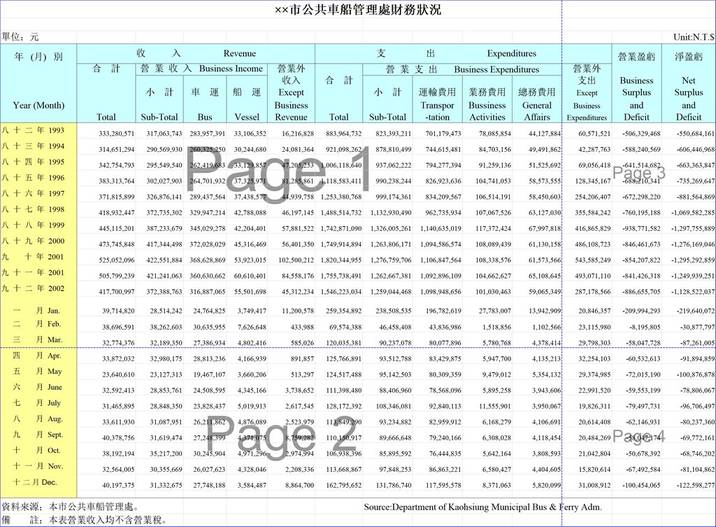 ××市公共車船管理處財務狀況
單位：元 Unit:N.T.$
年 (月) 別 收 入 Revenue 支 出 Expenditures 營業盈虧 淨盈虧
合 計 營 業 收 入 Business Income 營業外 合 計 營 業 支 出 Business Expenditures 營業外
小 計 車 運 船 運 收入 小 計 運輸費用 業務費用 總務費用 支出 Business Net
Except Transpor Bussiness General Except Surplus Surplus
Business -tation Activities Affairs Business and and
Year (Month) Total Sub-Total Bus Vessel Revenue Total Sub-Total Expenditures Deficit Deficit
八 十 二 年 1993 333,280,571 317,063,743 283,957,391 33,106,352 16,216,828 883,964,732 823,393,211 701,179,473 78,085,854 44,127,884 60,571,521 -506,329,468 -550,684,161
八 十 三 年 1994 314,651,294 290,569,930 260,325,250 30,244,680 24,081,364 921,098,262 878,810,499 744,615,481 84,703,156 49,491,862 42,287,763 -588,240,569 -606,446,968
八 十 四 年 1995 342,754,793 295,549,540 262,419,683 33,129,857 47,205,253 1,006,118,640 937,062,222 794,277,394 91,259,136 51,525,692 69,056,418 -641,514,682 -663,363,847
八 十 五 年 1996 383,313,764 302,027,903 264,701,932 37,325,971 81,285,861 1,118,583,411 990,238,244 826,923,636 104,741,053 58,573,555 128,345,167 -688,210,341 -735,269,647
八 十 六 年 1997 371,815,899 326,876,141 289,437,564 37,438,577 44,939,758 1,253,380,768 999,174,361 834,209,567 106,514,191 58,450,603 254,206,407 -672,298,220 -881,564,869
八 十 七 年 1998 418,932,447 372,735,302 329,947,214 42,788,088 46,197,145 1,488,514,732 1,132,930,490 962,735,934 107,067,526 63,127,030 355,584,242 -760,195,188 -1,069,582,285
八 十 八 年 1999 445,115,201 387,233,679 345,029,278 42,204,401 57,881,522 1,742,871,090 1,326,005,261 1,140,635,019 117,372,424 67,997,818 416,865,829 -938,771,582 -1,297,755,889
八 十 九 年 2000 473,745,848 417,344,498 372,028,029 45,316,469 56,401,350 1,749,914,894 1,263,806,171 1,094,586,574 108,089,439 61,130,158 486,108,723 -846,461,673 -1,276,169,046
九 十 年 2001 525,052,096 422,551,884 368,628,869 53,923,015 102,500,212 1,820,344,955 1,276,759,706 1,106,847,564 108,338,576 61,573,566 543,585,249 -854,207,822 -1,295,292,859
九 十 一 年 2001 505,799,239 421,241,063 360,630,662 60,610,401 84,558,176 1,755,738,491 1,262,667,381 1,092,896,109 104,662,627 65,108,645 493,071,110 -841,426,318 -1,249,939,251
九 十 二 年 2002 417,700,997 372,388,763 316,887,065 55,501,698 45,312,234 1,546,223,034 1,259,044,468 1,098,948,656 101,030,463 59,065,349 287,178,566 -886,655,705 -1,128,522,037
一 月 Jan. 39,714,820 28,514,242 24,764,825 3,749,417 11,200,578 259,354,892 238,508,535 196,782,619 27,783,007 13,942,909 20,846,357 -209,994,293 -219,640,072
二 月 Feb. 38,696,591 38,262,603 30,635,955 7,626,648 433,988 69,574,388 46,458,408 43,836,986 1,518,856 1,102,566 23,115,980 -8,195,805 -30,877,797
三 月 Mar. 32,774,376 32,189,350 27,386,934 4,802,416 585,026 120,035,381 90,237,078 80,077,896 5,780,768 4,378,414 29,798,303 -58,047,728 -87,261,005
四 月 Apr. 33,872,032 32,980,175 28,813,236 4,166,939 891,857 125,766,891 93,512,788 83,429,875 5,947,700 4,135,213 32,254,103 -60,532,613 -91,894,859
五 月 May 23,640,610 23,127,313 19,467,107 3,660,206 513,297 124,517,488 95,142,503 80,309,359 9,479,012 5,354,132 29,374,985 -72,015,190 -100,876,878
六 月 June 32,592,413 28,853,761 24,508,595 4,345,166 3,738,652 111,398,480 88,406,960 78,568,096 5,895,258 3,943,606 22,991,520 -59,553,199 -78,806,067
七 月 July 31,465,895 28,848,350 23,828,437 5,019,913 2,617,545 128,172,392 108,346,081 92,840,113 11,555,901 3,950,067 19,826,311 -79,497,731 -96,706,497
八 月 Aug. 33,611,930 31,087,951 26,211,862 4,876,089 2,523,979 113,849,290 93,234,882 82,959,912 6,168,279 4,106,691 20,614,408 -62,146,931 -80,237,360
九 月 Sept. 40,378,756 31,619,474 27,248,399 4,371,075 8,759,282 110,150,917 89,666,648 79,240,166 6,308,028 4,118,454 20,484,269 -58,047,174 -69,772,161
十 月 Oct. 38,192,194 35,217,200 30,245,904 4,971,296 2,974,994 106,938,396 85,895,592 76,444,835 5,642,164 3,808,593 21,042,804 -50,678,392 -68,746,202
十 一 月 Nov. 32,564,005 30,355,669 26,027,623 4,328,046 2,208,336 113,668,867 97,848,253 86,863,221 6,580,427 4,404,605 15,820,614 -67,492,584 -81,104,862
十 二 月 Dec. 40,197,375 31,332,675 27,748,188 3,584,487 8,864,700 162,795,652 131,786,740 117,595,578 8,371,063 5,820,099 31,008,912 -100,454,065 -122,598,277
Page 1
Page 3
Page 2
Page 4
資料來源：本市公共車船管理處。 Source:Department of Kaohsiung Municipal Bus & Ferry Adm.
備 註：本表營業收入均不含營業稅。